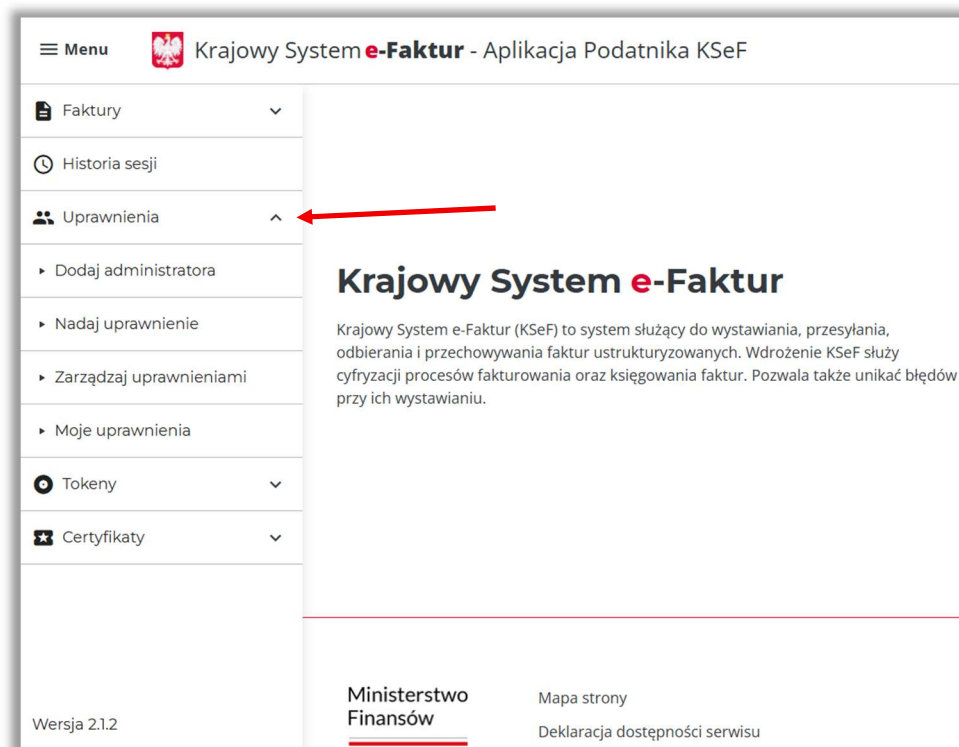 Menu
Krajowy System e-Faktur - Aplikacja Podatnika KSeF
Faktury
Historia sesji
Uprawnienia
Dodaj administratora
Nadaj uprawnienie
Zarządzaj uprawnieniami
Moje uprawnienia
Tokeny
Certyfikaty
Wersja 2.1.2
Krajowy System e-Faktur
Krajowy System e-Faktur (KSeF) to system służący do wystawiania, przesyłania,
odbierania i przechowywania faktur ustrukturyzowanych. Wdrożenie KSeF służy
cyfryzacji procesów fakturowania oraz księgowania faktur. Pozwala także unikać błędów
przy ich wystawianiu.
Ministerstwo
Finansów
Mapa strony
Deklaracja dostępności serwisu